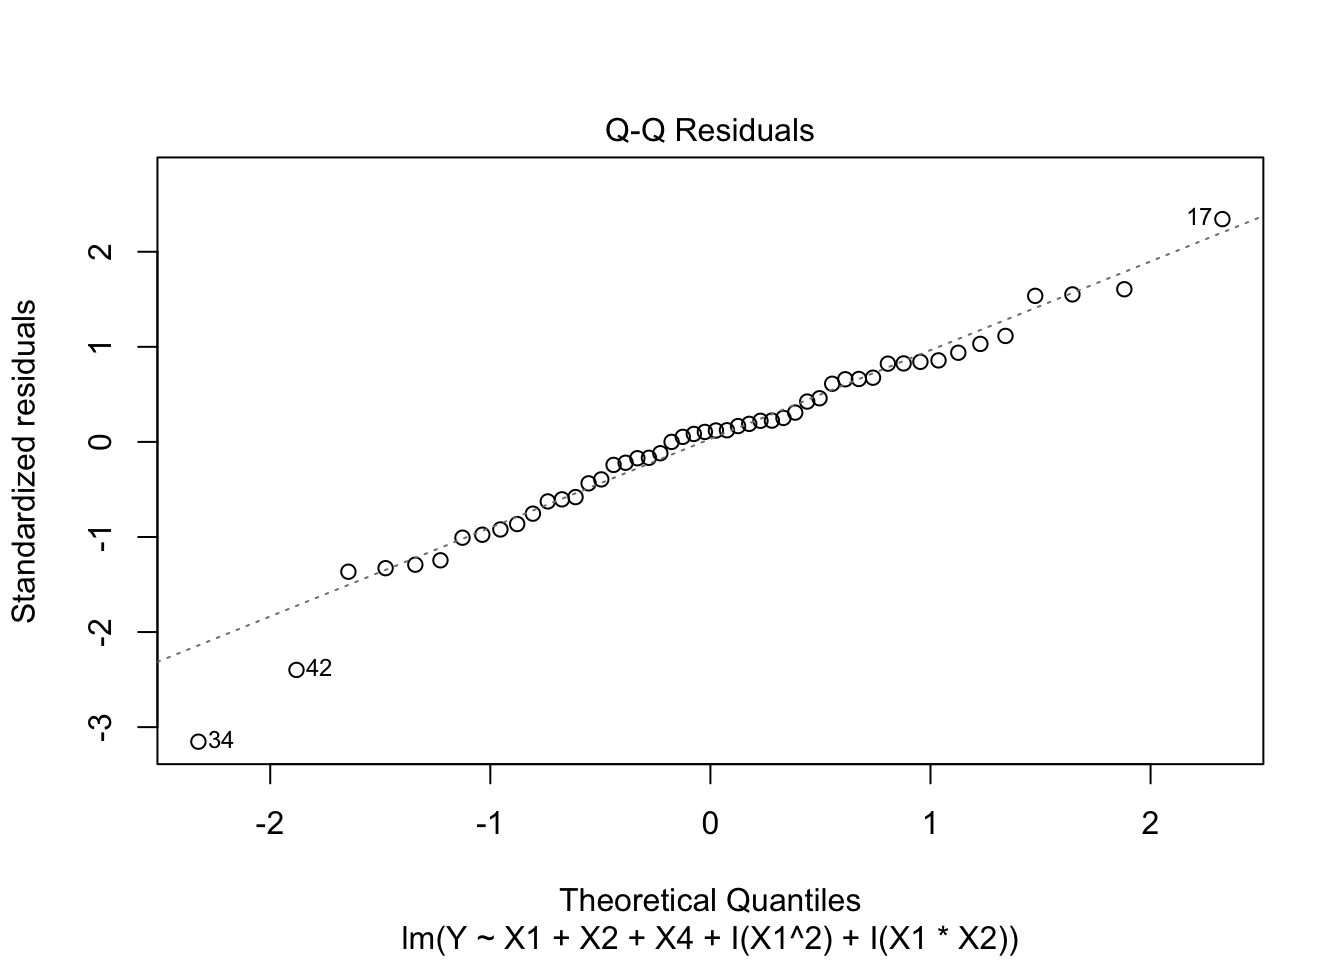 Q-Q Residuals
Standardized residuals
2
1
0
-1
-2
-3
17
42
34
-2 -1 0 1 2
Theoretical Quantiles
lm(Y ~ X1 + X2 + X4 + I(X1^2) + I(X1 * X2))